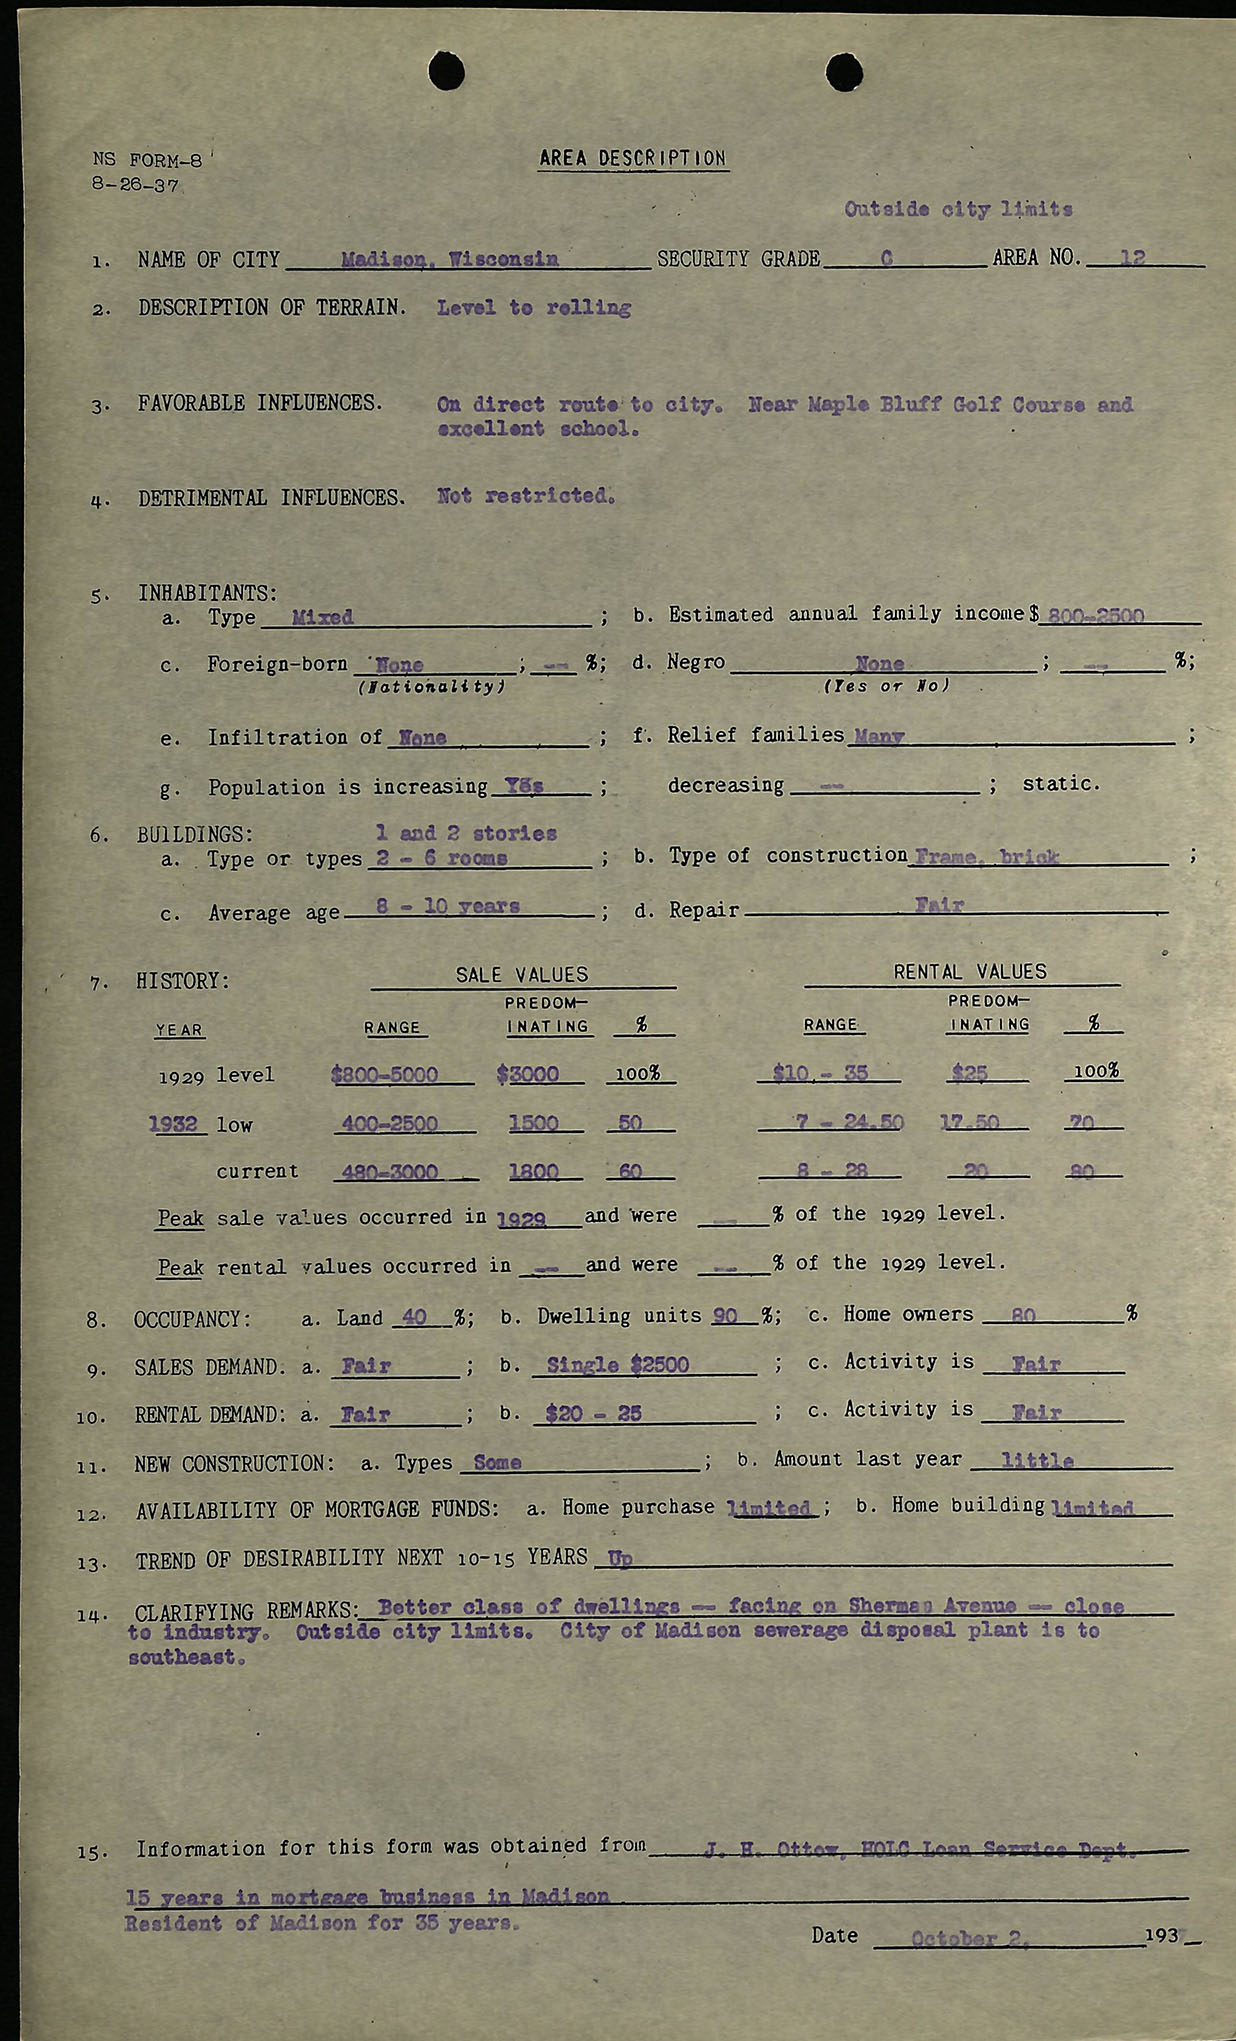 NS FORM-8
8-26-37
AREA DESCRIPTION
Outside city limits
1. NAME OF CITY Madison, Wisconsin SECURITY GRADE C AREA NO. 12
2. DESCRIPTION OF TERRAIN. Level to rolling
3. FAVORABLE INFLUENCES. On direct route to city. Near Maple Bluff Golf Course and
excellent school.
4. DETRIMENTAL INFLUENCES. Not restricted.
5. INHABITANTS:
a. Type Mixed ; b. Estimated annual family income $ 800-2500
c. Foreign-born None ; -- %; d. Negro None ; -- %;
(Nationality) (Yes or No)
e. Infiltration of None ; f. Relief families Many ;
g. Population is increasing Yes ; decreasing -- ; static.
6. BUILDINGS: 1 and 2 stories
a. Type or types 2 - 6 rooms ; b. Type of construction Frame, brick ;
c. Average age 8 - 10 years ; d. Repair Fair
7. HISTORY: SALE VALUES RENTAL VALUES
PREDOM- PREDOM-
YEAR RANGE INATING % RANGE INATING %
1929 level $800-5000 $3000 100% $10 - 35 $25 100%
1932 low 400-2500 1500 50 7 - 24.50 17.50 70
current 480-3000 1800 60 8 - 28 20 80
Peak sale values occurred in 1929 and were -- % of the 1929 level.
Peak rental values occurred in -- and were -- % of the 1929 level.
8. OCCUPANCY: a. Land 40 %; b. Dwelling units 90 %; c. Home owners 80 %
9. SALES DEMAND: a. Fair ; b. Single $2500 ; c. Activity is Fair
10. RENTAL DEMAND: a. Fair ; b. $20 - 25 ; c. Activity is Fair
11. NEW CONSTRUCTION: a. Types Some ; b. Amount last year little
12. AVAILABILITY OF MORTGAGE FUNDS: a. Home purchase limited ; b. Home building limited
13. TREND OF DESIRABILITY NEXT 10-15 YEARS Up
14. CLARIFYING REMARKS: Better class of dwellings -- facing on Sherman Avenue -- close
to industry. Outside city limits. City of Madison sewerage disposal plant is to
southeast.
15. Information for this form was obtained from J. H. Ottow, HOLC Loan Service Dept.
15 years in mortgage business in Madison
Resident of Madison for 35 years.
Date October 2, 193